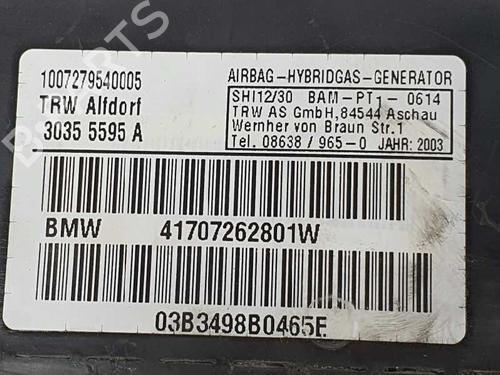 1007279540005
TRW Alfdorf
3035 5595 A
AIRBAG-HYBRIDGAS-GENERATOR
SHI12/30 BAM-PT1-0614
TRW AS GmbH,84544 Aschau
Wernher von Braun Str.1
Tel. 08638/965-0 JAHR: 2003
BMW 41707262801W
03B3498B0465E
B-Parts